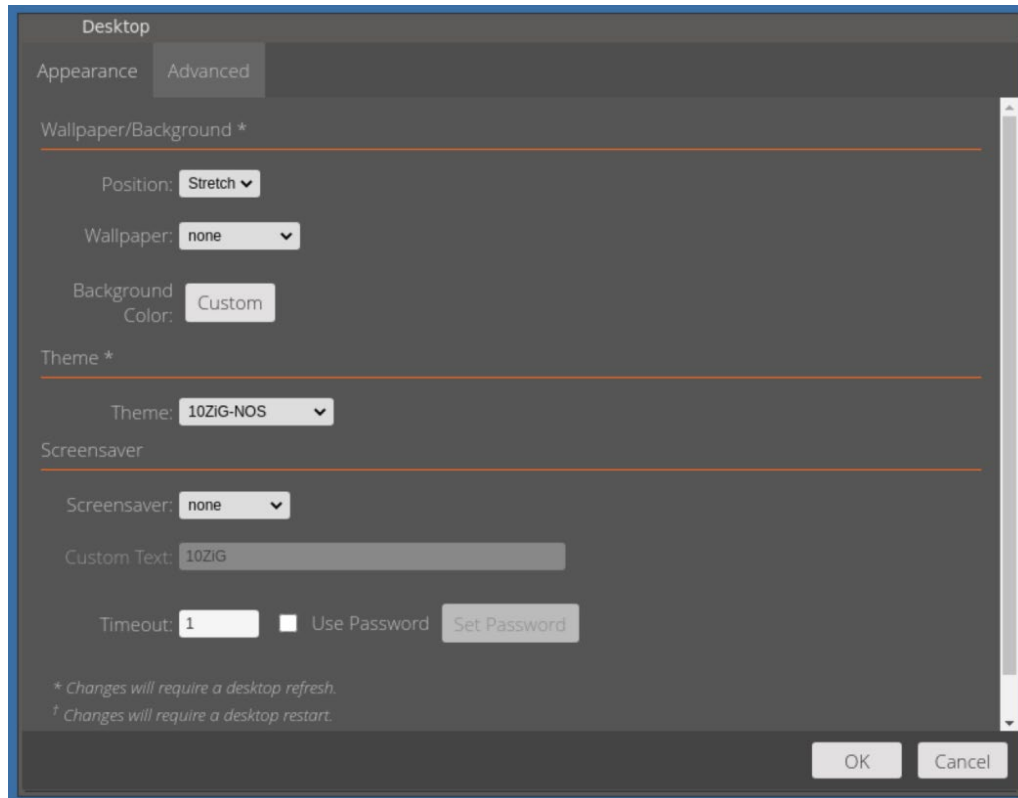 Desktop
Appearance Advanced
Wallpaper/Background *
Position: Stretch
Wallpaper: none
Background
Color: Custom
Theme *
Theme: 10ZiG-NOS
Screensaver
Screensaver: none
Custom Text: 10ZiG
Timeout: 1 Use Password Set Password
* Changes will require a desktop refresh.
† Changes will require a desktop restart.
OK Cancel